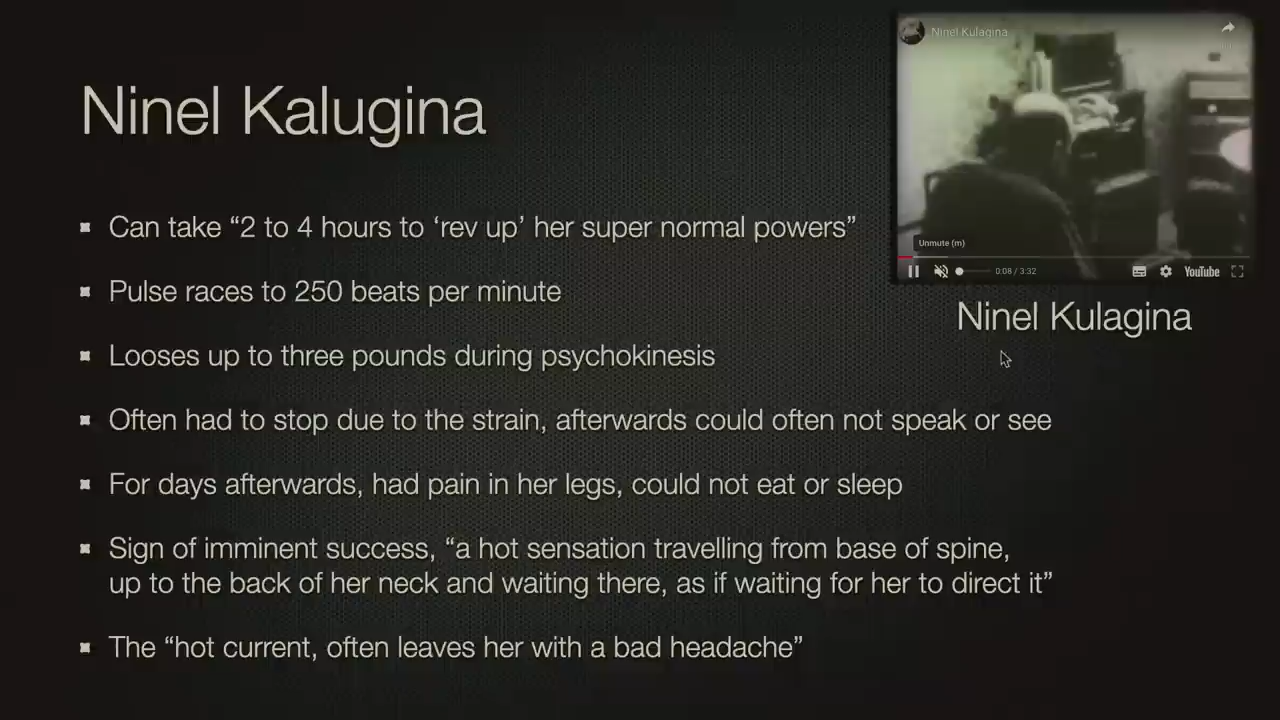 Ninel Kulagina
Ninel Kalugina
Can take “2 to 4 hours to ‘rev up’ her super normal powers”
Unmute (m)
0:08 / 3:32
YouTube
Pulse races to 250 beats per minute
Ninel Kulagina
Looses up to three pounds during psychokinesis
Often had to stop due to the strain, afterwards could often not speak or see
For days afterwards, had pain in her legs, could not eat or sleep
Sign of imminent success, “a hot sensation travelling from base of spine,
up to the back of her neck and waiting there, as if waiting for her to direct it”
The “hot current, often leaves her with a bad headache”